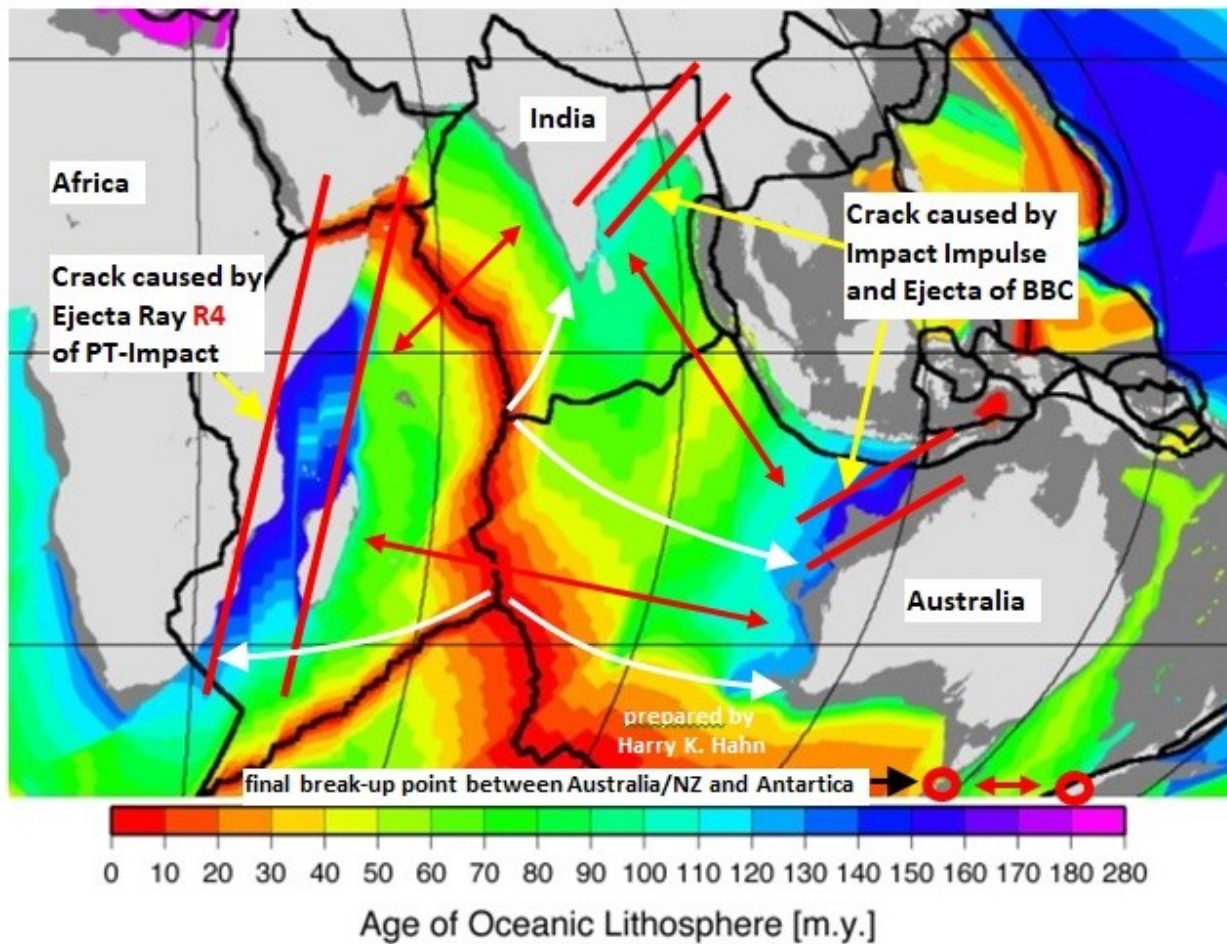 India
Africa
Crack caused by
Ejecta Ray R4
of PT-Impact
Crack caused by
Impact Impulse
and Ejecta of BBC
Australia
prepared by
Harry K. Hahn
final break-up point between Australia/NZ and Antartica
0 10 20 30 40 50 60 70 80 90 100 110 120 130 140 150 160 170 180 280
Age of Oceanic Lithosphere [m.y.]